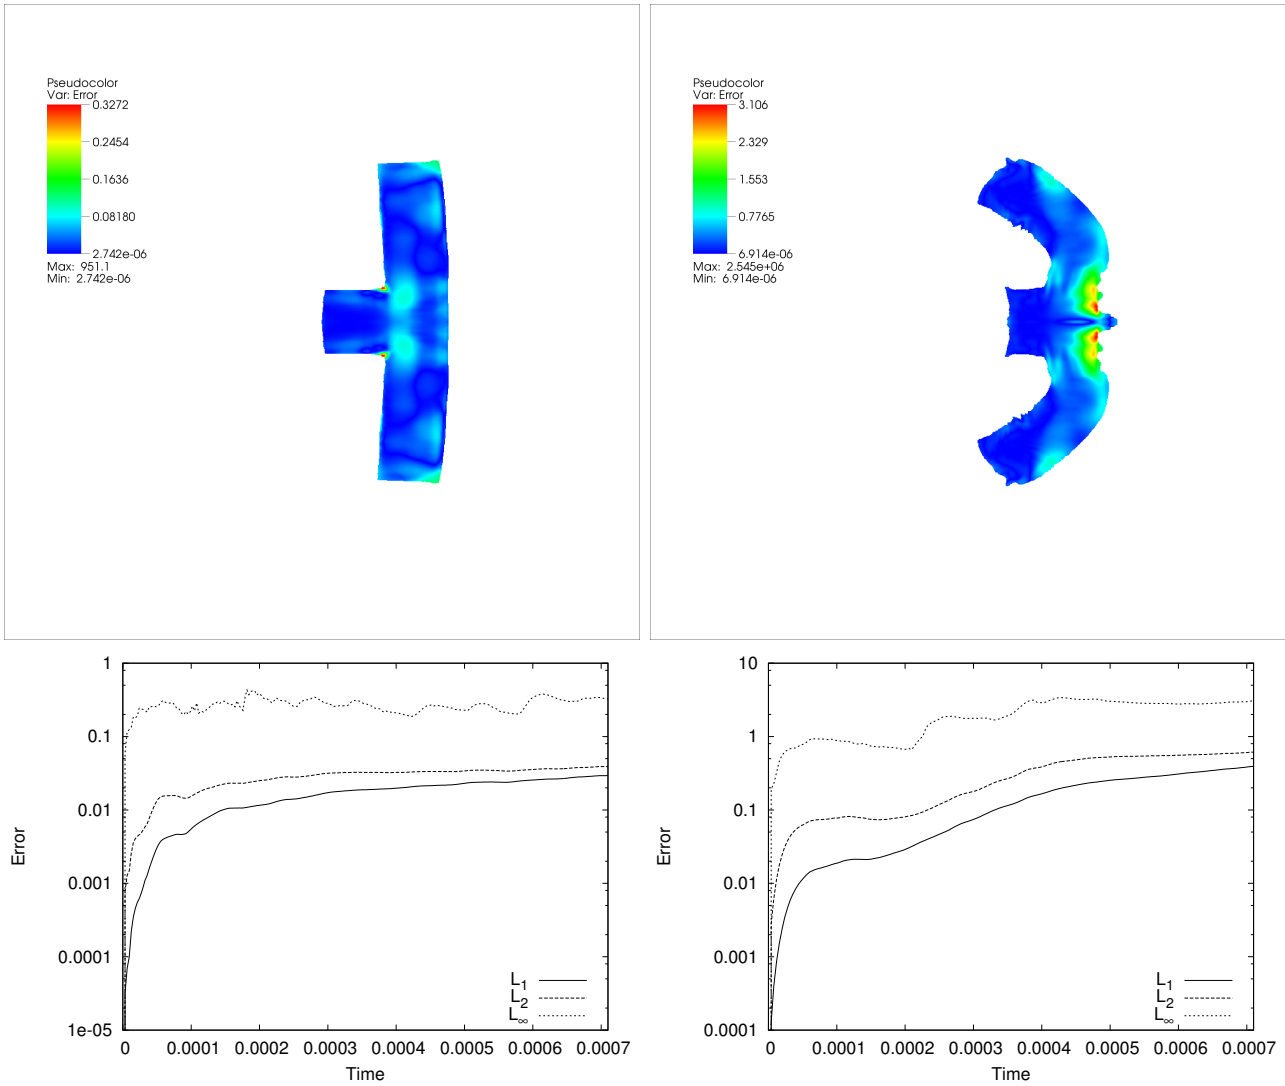 Pseudocolor
Var: Error
0.3272
0.2454
0.1636
0.08180
2.742e-06
Max: 951.1
Min: 2.742e-06
Pseudocolor
Var: Error
3.106
2.329
1.553
0.7765
6.914e-06
Max: 2.545e+06
Min: 6.914e-06
1
0.1
0.01
0.001
0.0001
1e-05
Error
L1
L2
L∞
0 0.0001 0.0002 0.0003 0.0004 0.0005 0.0006 0.0007
Time
10
1
0.1
0.01
0.001
0.0001
Error
L1
L2
L∞
0 0.0001 0.0002 0.0003 0.0004 0.0005 0.0006 0.0007
Time